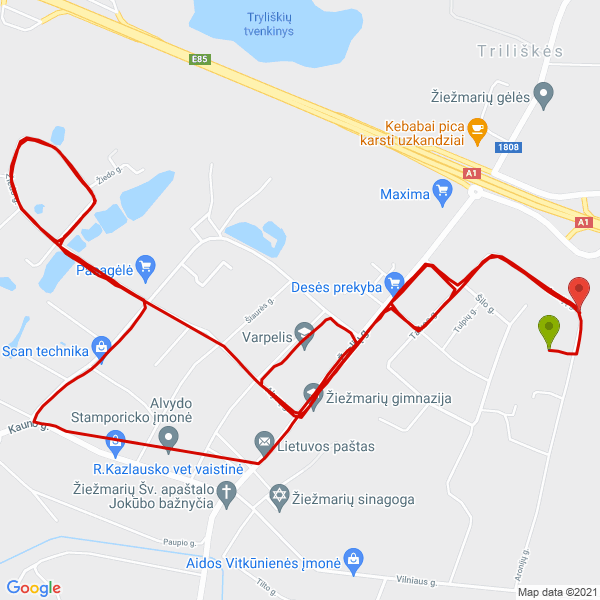 Tryliškių
tvenkinys
E85
Triliškės
Žiežmarių gėlės
Kebabai pica
karsti uzkandziai
1808
A1
Maxima
A1
Žiedo g.
Desės prekyba
Šiaurės g.
Šilo g.
Tulpių g.
Varpelis
Scan technika
Žiežmarių gimnazija
Alvydo
Stamporicko įmonė
Kauno g.
Lietuvos paštas
R.Kazlausko vet vaistinė
Žiežmarių Šv. apaštalo
Jokūbo bažnyčia
Žiežmarių sinagoga
Paupio g.
Aidos Vitkūnienės įmonė
Vilniaus g.
Tilto g.
Aronijų g.
Google
Map data ©2021